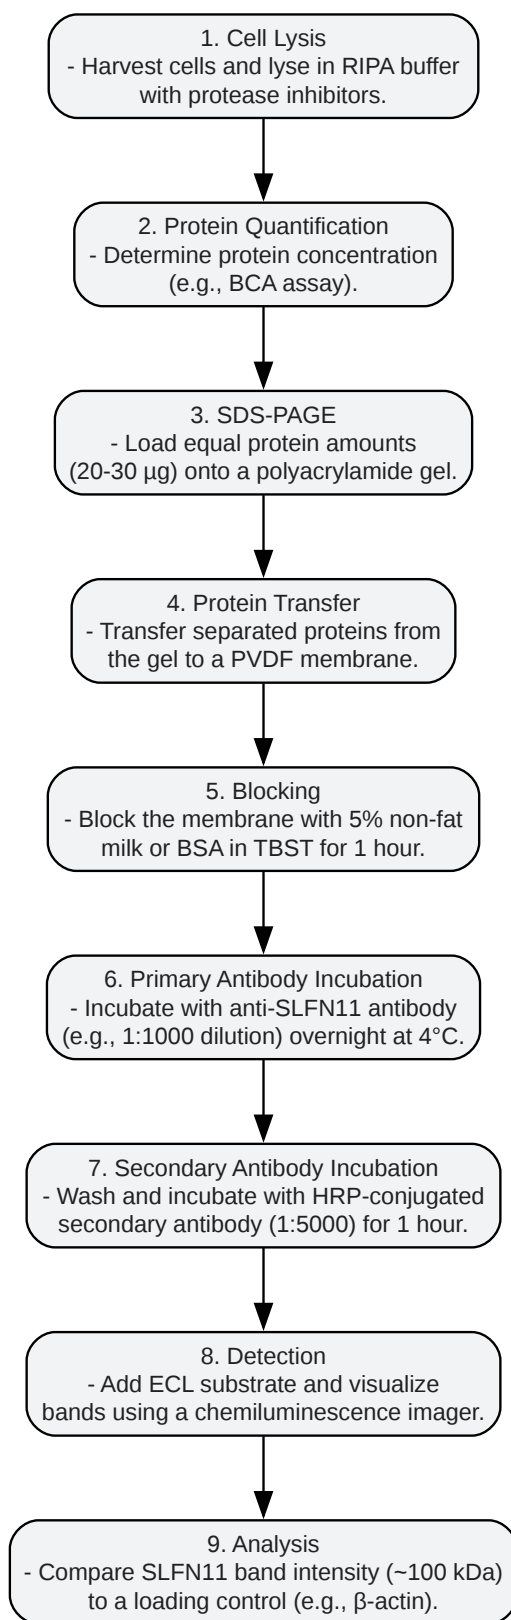 1. Cell Lysis
- Harvest cells and lyse in RIPA buffer
with protease inhibitors.
2. Protein Quantification
- Determine protein concentration
(e.g., BCA assay).
3. SDS-PAGE
- Load equal protein amounts
(20-30 µg) onto a polyacrylamide gel.
4. Protein Transfer
- Transfer separated proteins from
the gel to a PVDF membrane.
5. Blocking
- Block the membrane with 5% non-fat
milk or BSA in TBST for 1 hour.
6. Primary Antibody Incubation
- Incubate with anti-SLFN11 antibody
(e.g., 1:1000 dilution) overnight at 4°C.
7. Secondary Antibody Incubation
- Wash and incubate with HRP-conjugated
secondary antibody (1:5000) for 1 hour.
8. Detection
- Add ECL substrate and visualize
bands using a chemiluminescence imager.
9. Analysis
- Compare SLFN11 band intensity (~100 kDa)
to a loading control (e.g., β-actin).